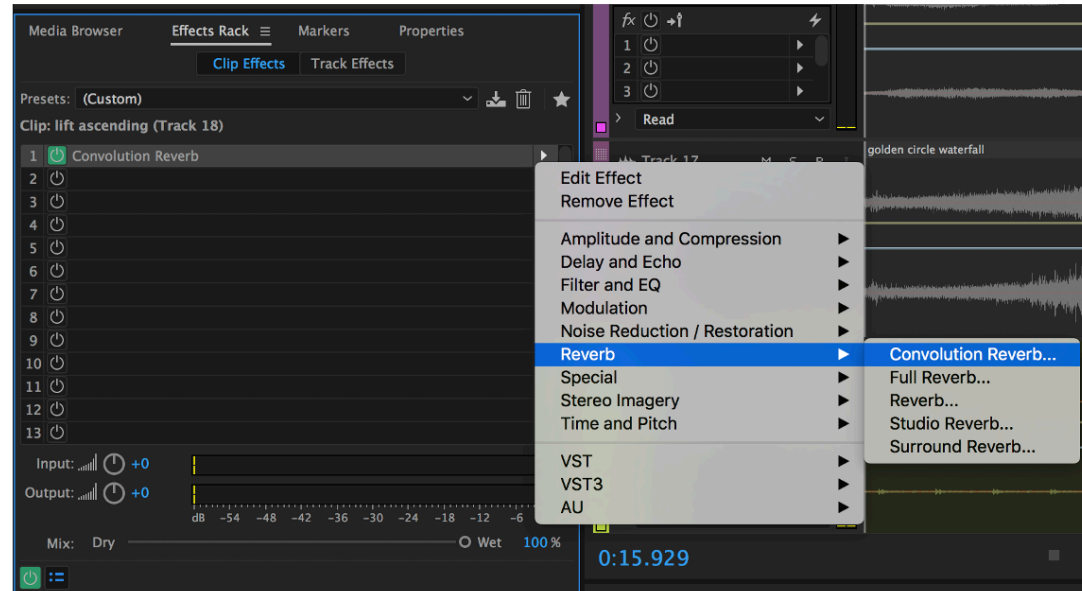 Media Browser
Effects Rack
Markers
Properties
Clip Effects
Track Effects
Presets: (Custom)
Clip: lift ascending (Track 18)
1 Convolution Reverb
2
3
4
5
6
7
8
9
10
11
12
13
Input: +0
Output: +0
dB -54 -48 -42 -36 -30 -24 -18 -12 -6
Mix: Dry Wet 100 %
fx
1
2
3
Read
Track 17 M S R I
golden circle waterfall
Edit Effect
Remove Effect
Amplitude and Compression
Delay and Echo
Filter and EQ
Modulation
Noise Reduction / Restoration
Reverb
Special
Stereo Imagery
Time and Pitch
VST
VST3
AU
Convolution Reverb...
Full Reverb...
Reverb...
Studio Reverb...
Surround Reverb...
0:15.929